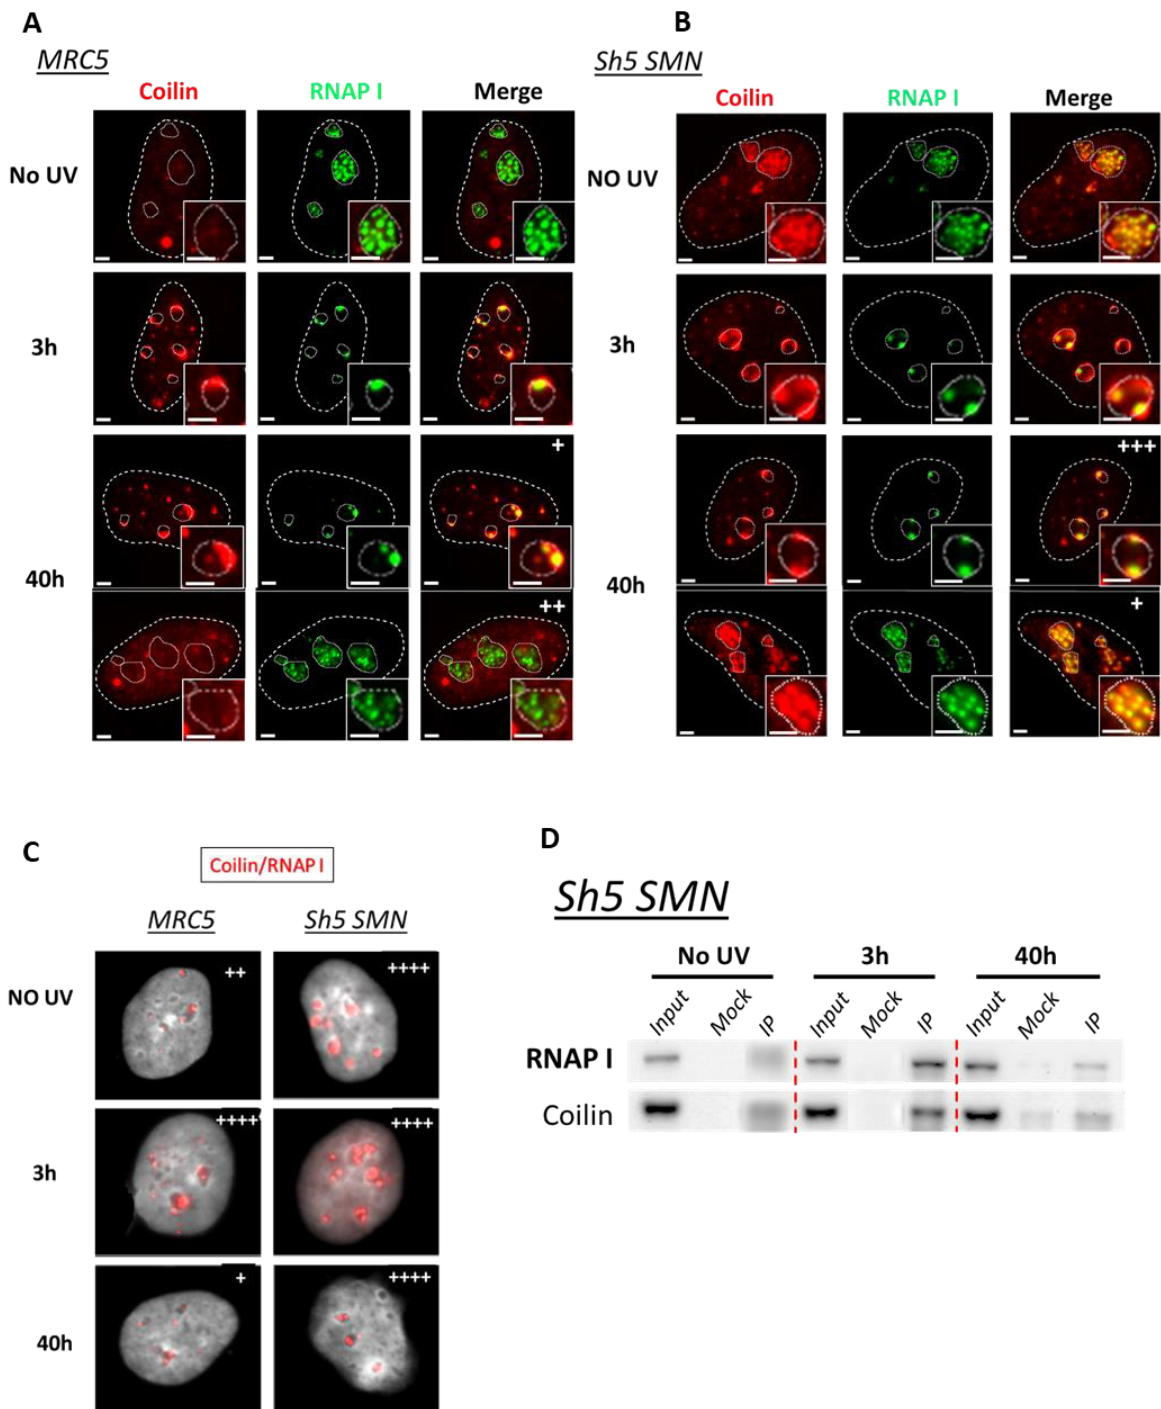 A
MRC5
Coilin RNAP I Merge
No UV
3h
+
40h
++
B
Sh5 SMN
Coilin RNAP I Merge
NO UV
3h
+++
40h
+
C
Coilin/RNAP I
MRC5 Sh5 SMN
NO UV ++ ++++
3h ++++ ++++
40h + ++++
D
Sh5 SMN
No UV 3h 40h
Input Mock IP Input Mock IP Input Mock IP
RNAP I
Coilin